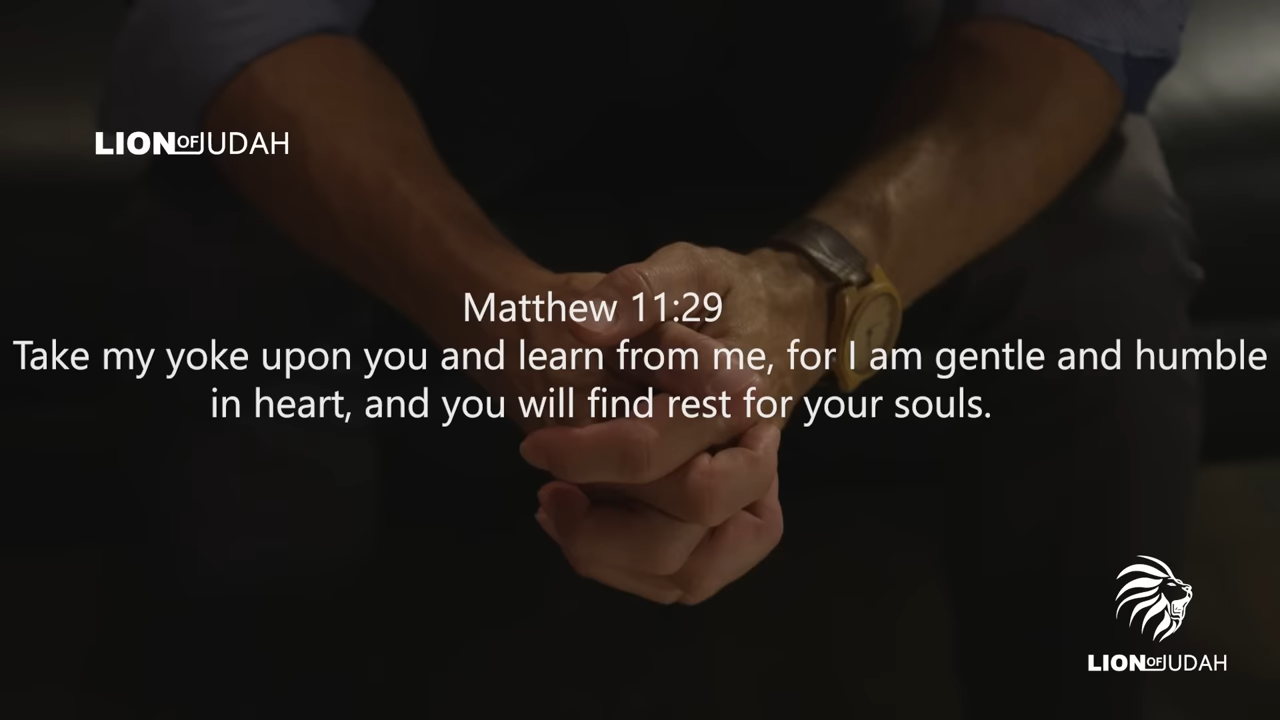 LION OF JUDAH
Matthew 11:29
Take my yoke upon you and learn from me, for I am gentle and humble
in heart, and you will find rest for your souls.
LION OF JUDAH